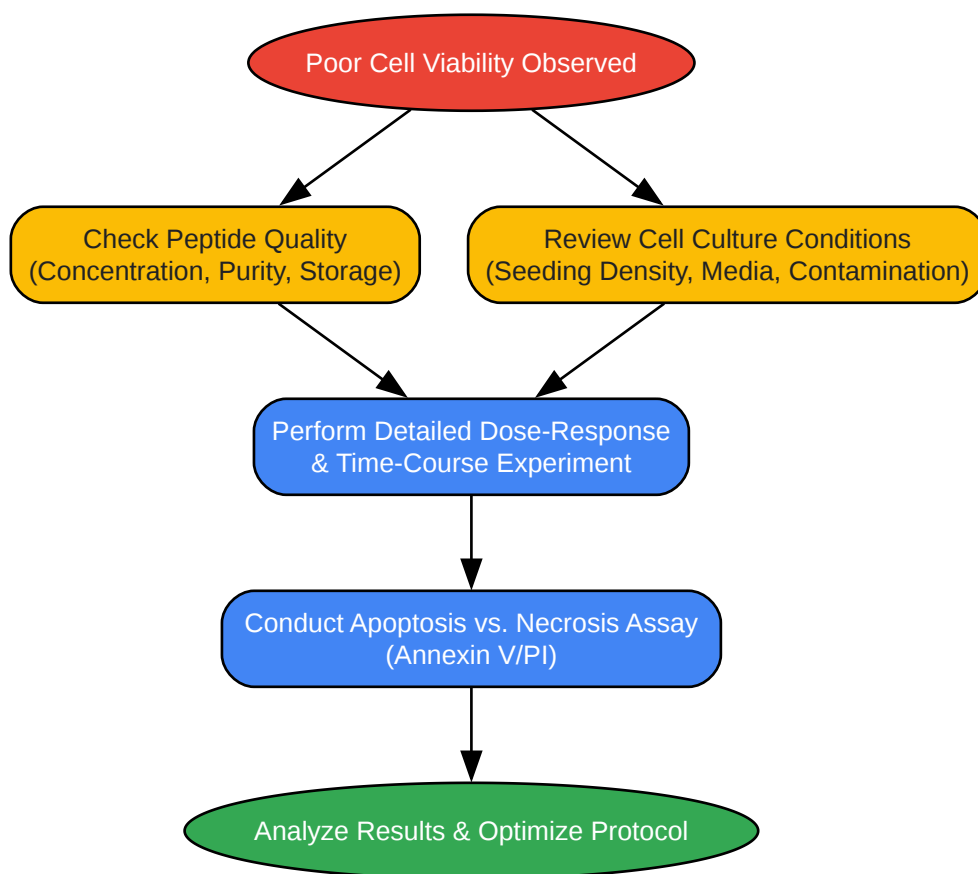 Poor Cell Viability Observed
Check Peptide Quality
(Concentration, Purity, Storage)
Review Cell Culture Conditions
(Seeding Density, Media, Contamination)
Perform Detailed Dose-Response
& Time-Course Experiment
Conduct Apoptosis vs. Necrosis Assay
(Annexin V/PI)
Analyze Results & Optimize Protocol